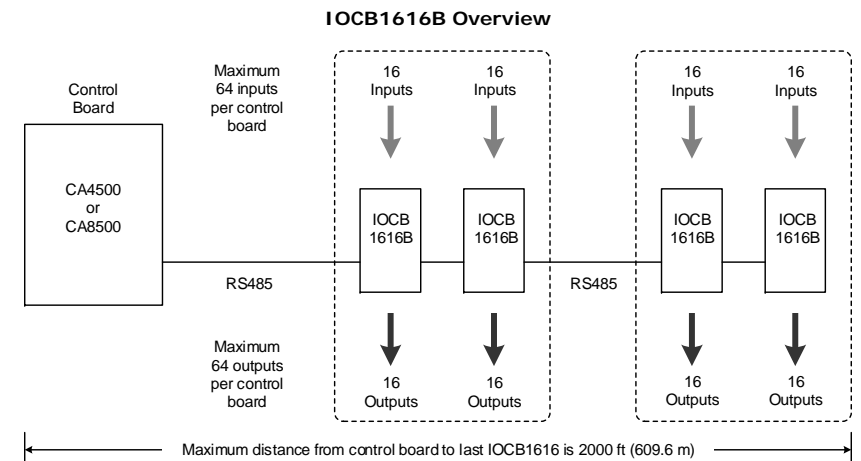 IOCB1616B Overview
Control
Board
CA4500
or
CA8500
Maximum
64 inputs
per control
board
16
Inputs
16
Inputs
16
Inputs
16
Inputs
IOCB
1616B
IOCB
1616B
IOCB
1616B
IOCB
1616B
RS485
RS485
Maximum
64 outputs
per control
board
16
Outputs
16
Outputs
16
Outputs
16
Outputs
Maximum distance from control board to last IOCB1616 is 2000 ft (609.6 m)